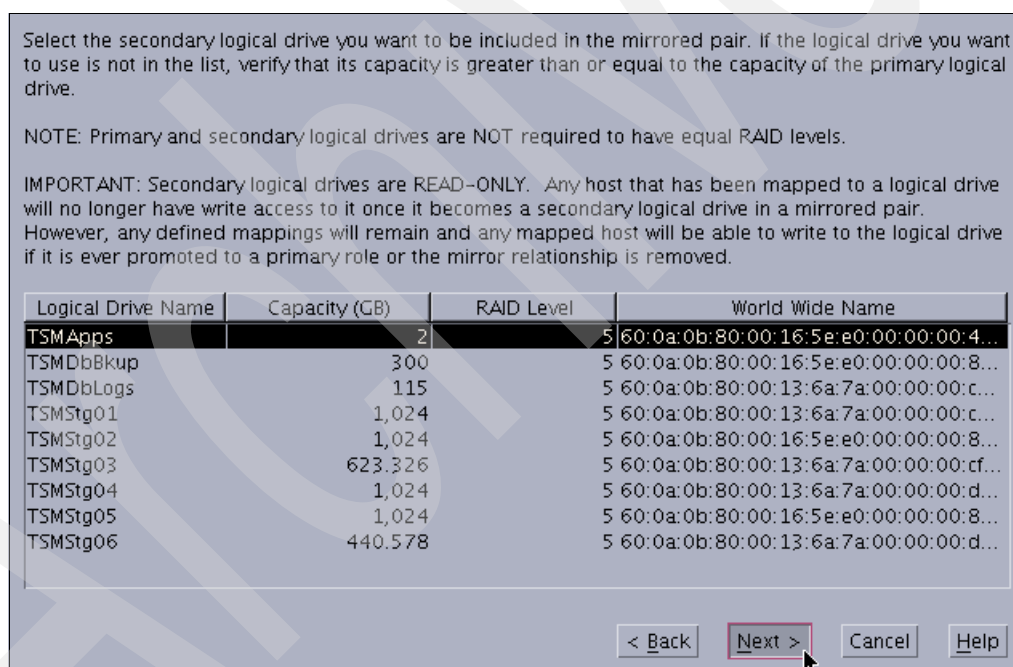 Select the secondary logical drive you want to be included in the mirrored pair. If the logical drive you want
to use is not in the list, verify that its capacity is greater than or equal to the capacity of the primary logical
drive.
NOTE: Primary and secondary logical drives are NOT required to have equal RAID levels.
IMPORTANT: Secondary logical drives are READ-ONLY. Any host that has been mapped to a logical drive
will no longer have write access to it once it becomes a secondary logical drive in a mirrored pair.
However, any defined mappings will remain and any mapped host will be able to write to the logical drive
if it is ever promoted to a primary role or the mirror relationship is removed.
Logical Drive Name Capacity (GB) RAID Level World Wide Name
TSMApps 2 5 60:0a:0b:80:00:16:5e:e0:00:00:00:4...
TSMDbBkup 300 5 60:0a:0b:80:00:16:5e:e0:00:00:00:8...
TSMDbLogs 115 5 60:0a:0b:80:00:13:6a:7a:00:00:00:c...
TSMStg01 1,024 5 60:0a:0b:80:00:13:6a:7a:00:00:00:c...
TSMStg02 1,024 5 60:0a:0b:80:00:16:5e:e0:00:00:00:8...
TSMStg03 623.326 5 60:0a:0b:80:00:13:6a:7a:00:00:00:cf...
TSMStg04 1,024 5 60:0a:0b:80:00:13:6a:7a:00:00:00:d...
TSMStg05 1,024 5 60:0a:0b:80:00:16:5e:e0:00:00:00:8...
TSMStg06 440.578 5 60:0a:0b:80:00:13:6a:7a:00:00:00:d...
< Back Next > Cancel Help